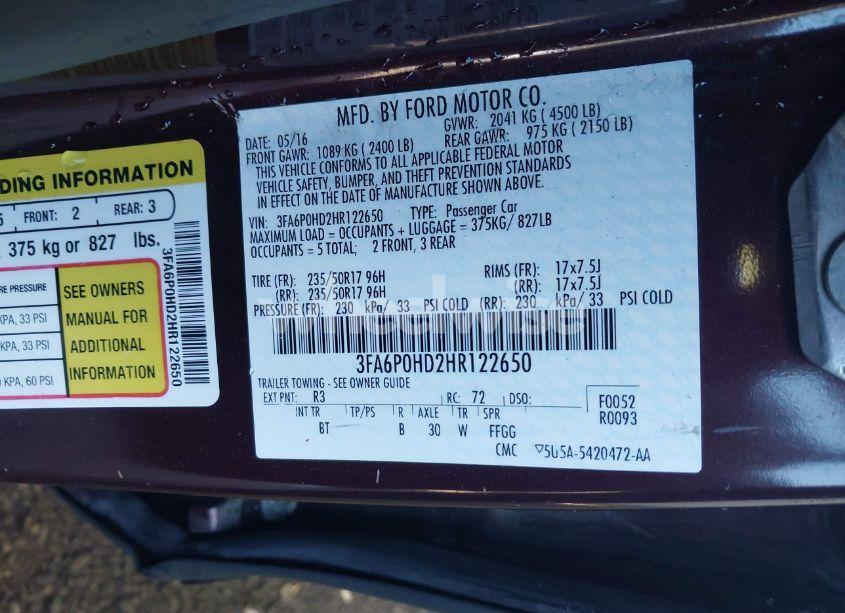 DING INFORMATION
5 FRONT: 2 REAR: 3
: 375 kg or 827 lbs.
RE PRESSURE
KPA, 33 PSI
KPA, 33 PSI
KPA, 60 PSI
SEE OWNERS
MANUAL FOR
ADDITIONAL
INFORMATION
3FA6P0HD2HR122650
MFD. BY FORD MOTOR CO.
DATE: 05/16 GVWR: 2041 KG ( 4500 LB)
FRONT GAWR: 1089 KG ( 2400 LB) REAR GAWR: 975 KG ( 2150 LB)
THIS VEHICLE CONFORMS TO ALL APPLICABLE FEDERAL MOTOR
VEHICLE SAFETY, BUMPER, AND THEFT PREVENTION STANDARDS
IN EFFECT ON THE DATE OF MANUFACTURE SHOWN ABOVE.
VIN: 3FA6P0HD2HR122650 TYPE: Passenger Car
MAXIMUM LOAD = OCCUPANTS + LUGGAGE = 375KG/ 827LB
OCCUPANTS = 5 TOTAL; 2 FRONT, 3 REAR
TIRE (FR): 235/50R17 96H RIMS (FR): 17x7.5J
(RR): 235/50R17 96H (RR): 17x7.5J
PRESSURE (FR): 230 kPa/ 33 PSI COLD (RR): 230 kPa/ 33 PSI COLD
3FA6P0HD2HR122650
TRAILER TOWING - SEE OWNER GUIDE
EXT PNT: R3 RC: 72 DSO: F0052
R0093
INT TR TP/PS R AXLE TR SPR
BT B 30 W FFGG
CMC ▽5U5A-5420472-AA